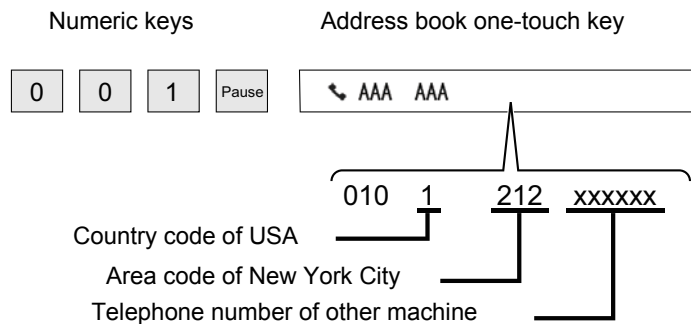 Numeric keys Address book one-touch key
0 0 1 Pause AAA AAA
010 1 212 xxxxxx
Country code of USA
Area code of New York City
Telephone number of other machine